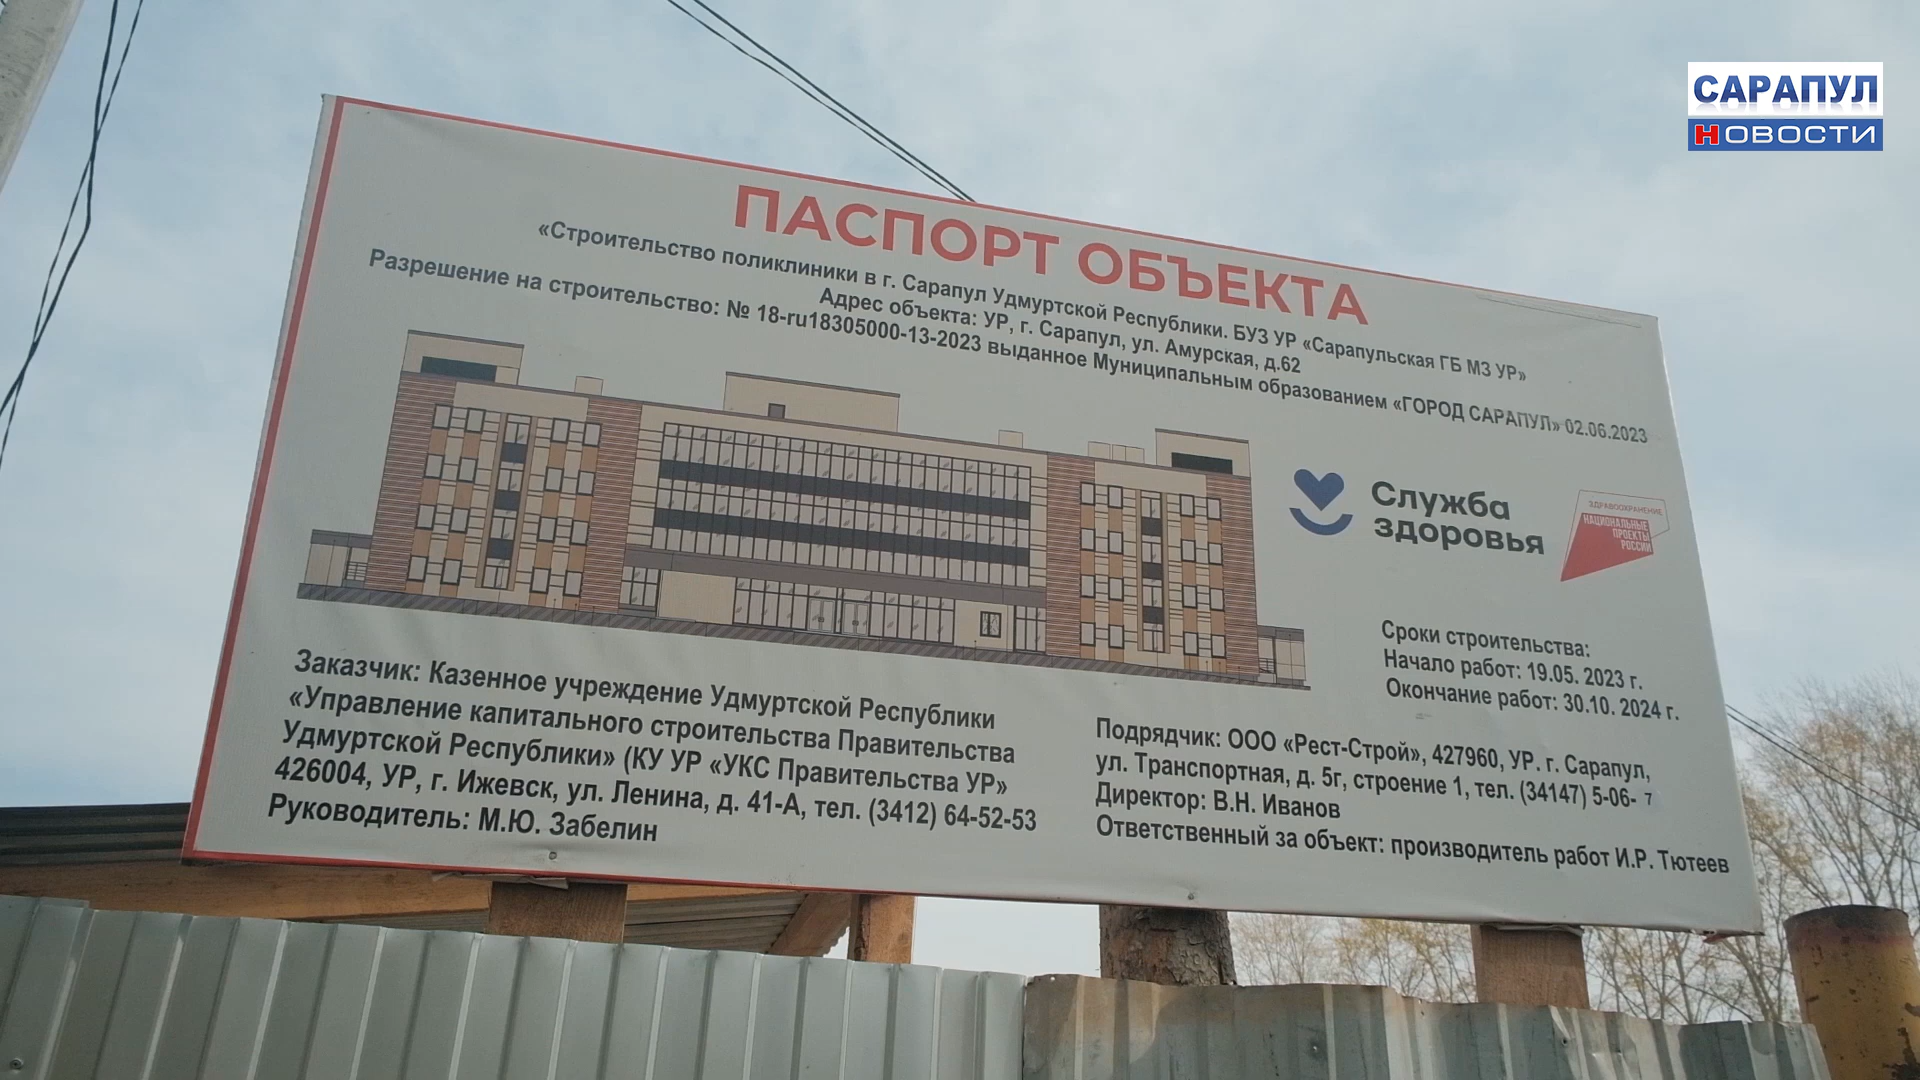 САРАПУЛ
НОВОСТИ
ПАСПОРТ ОБЪЕКТА
«Строительство поликлиники в г. Сарапул Удмуртской Республики. БУЗ УР «Сарапульская ГБ МЗ УР»
Адрес объекта: УР, г. Сарапул, ул. Амурская, д.62
Разрешение на строительство: № 18-ru18305000-13-2023 выданное Муниципальным образованием «ГОРОД САРАПУЛ» 02.06.2023
Служба
здоровья
ЗДРАВООХРАНЕНИЕ
НАЦИОНАЛЬНЫЕ
ПРОЕКТЫ
РОССИИ
Сроки строительства:
Начало работ: 19.05. 2023 г.
Окончание работ: 30.10. 2024 г.
Заказчик: Казенное учреждение Удмуртской Республики
«Управление капитального строительства Правительства
Удмуртской Республики» (КУ УР «УКС Правительства УР»
426004, УР, г. Ижевск, ул. Ленина, д. 41-А, тел. (3412) 64-52-53
Руководитель: М.Ю. Забелин
Подрядчик: ООО «Рест-Строй», 427960, УР. г. Сарапул,
ул. Транспортная, д. 5г, строение 1, тел. (34147) 5-06-
Директор: В.Н. Иванов
Ответственный за объект: производитель работ И.Р. Тютеев